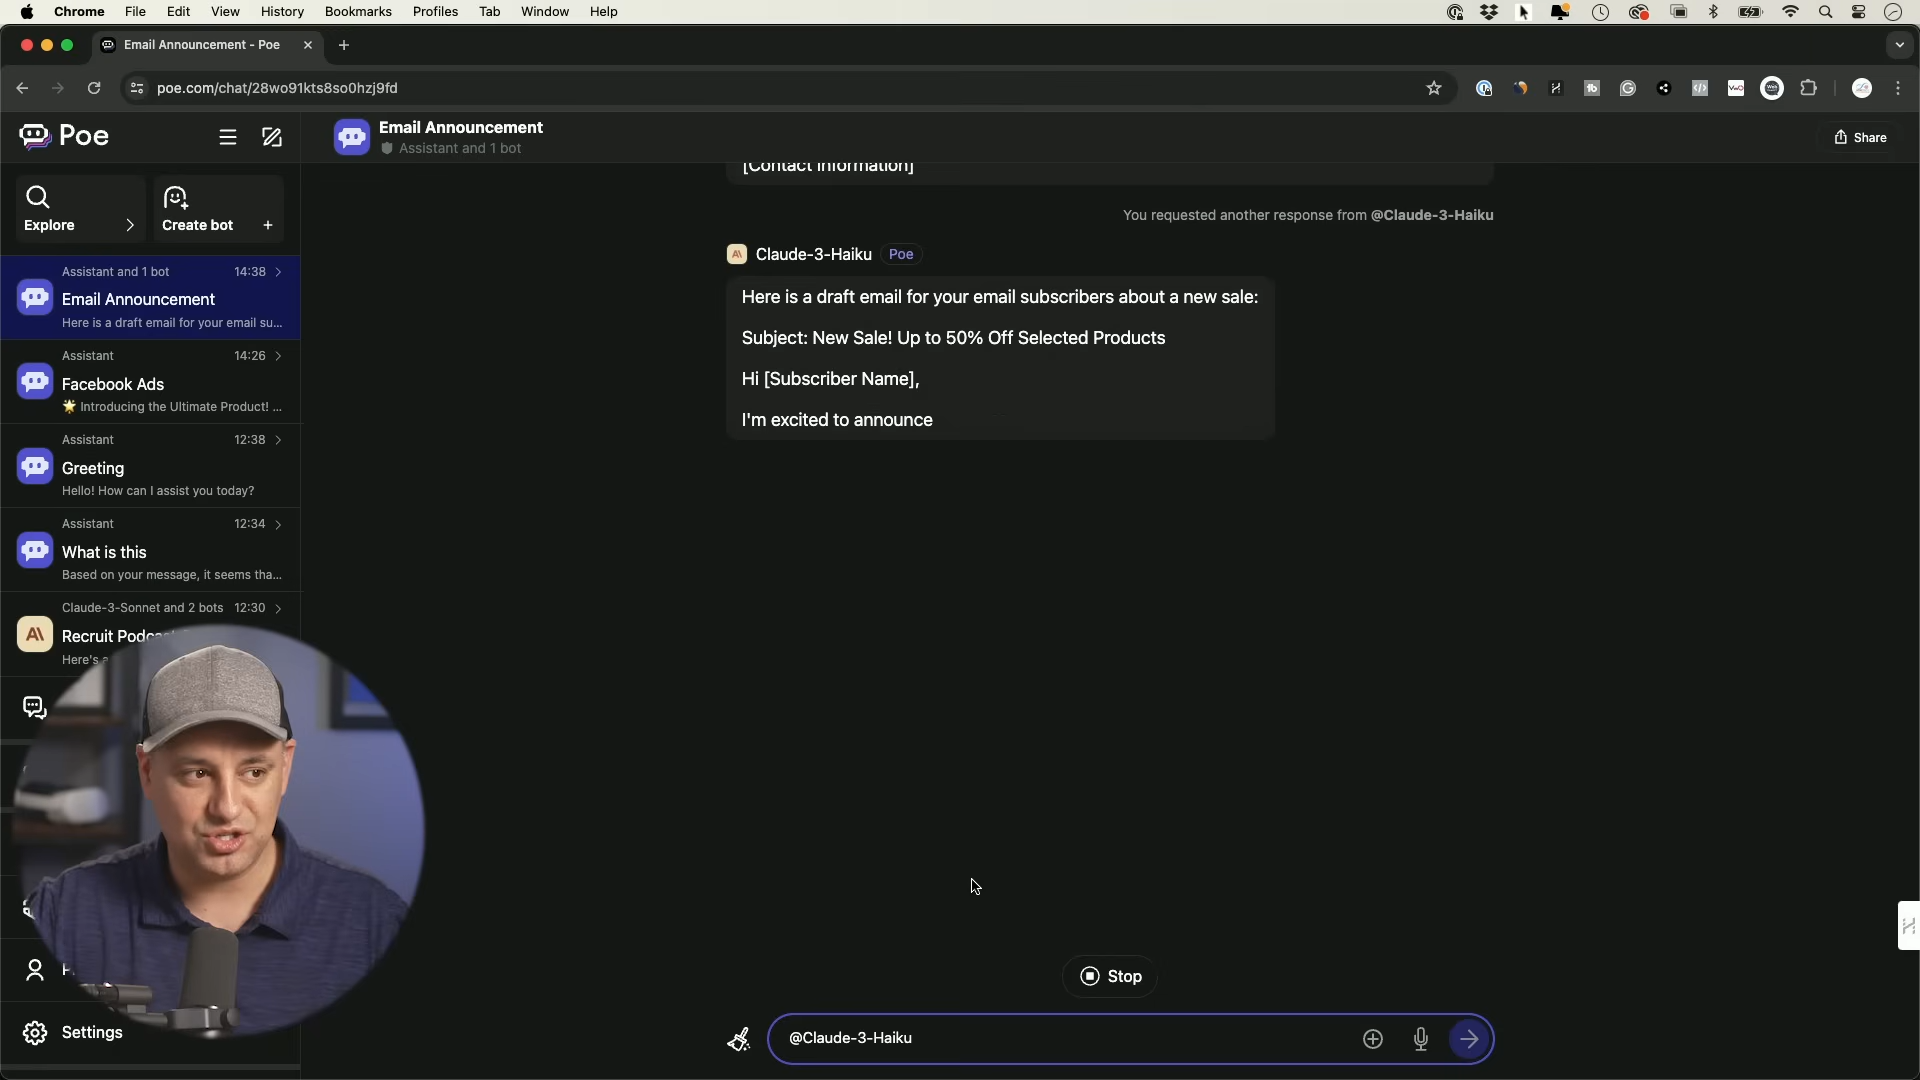 Chrome File Edit View History Bookmarks Profiles Tab Window Help
Email Announcement - Poe
poe.com/chat/28wo91kts8so0hzj9fd
Poe
Explore
Create bot
Assistant and 1 bot 14:38
Email Announcement
Here is a draft email for your email su...
Assistant 14:26
Facebook Ads
🌟 Introducing the Ultimate Product! ...
Assistant 12:38
Greeting
Hello! How can I assist you today?
Assistant 12:34
What is this
Based on your message, it seems tha...
Claude-3-Sonnet and 2 bots 12:30
Recruit
Here's
Settings
Email Announcement
Assistant and 1 bot
Share
[Contact Information]
You requested another response from @Claude-3-Haiku
Claude-3-Haiku Poe
Here is a draft email for your email subscribers about a new sale:
Subject: New Sale! Up to 50% Off Selected Products
Hi [Subscriber Name],
I'm excited to announce
Stop
@Claude-3-Haiku